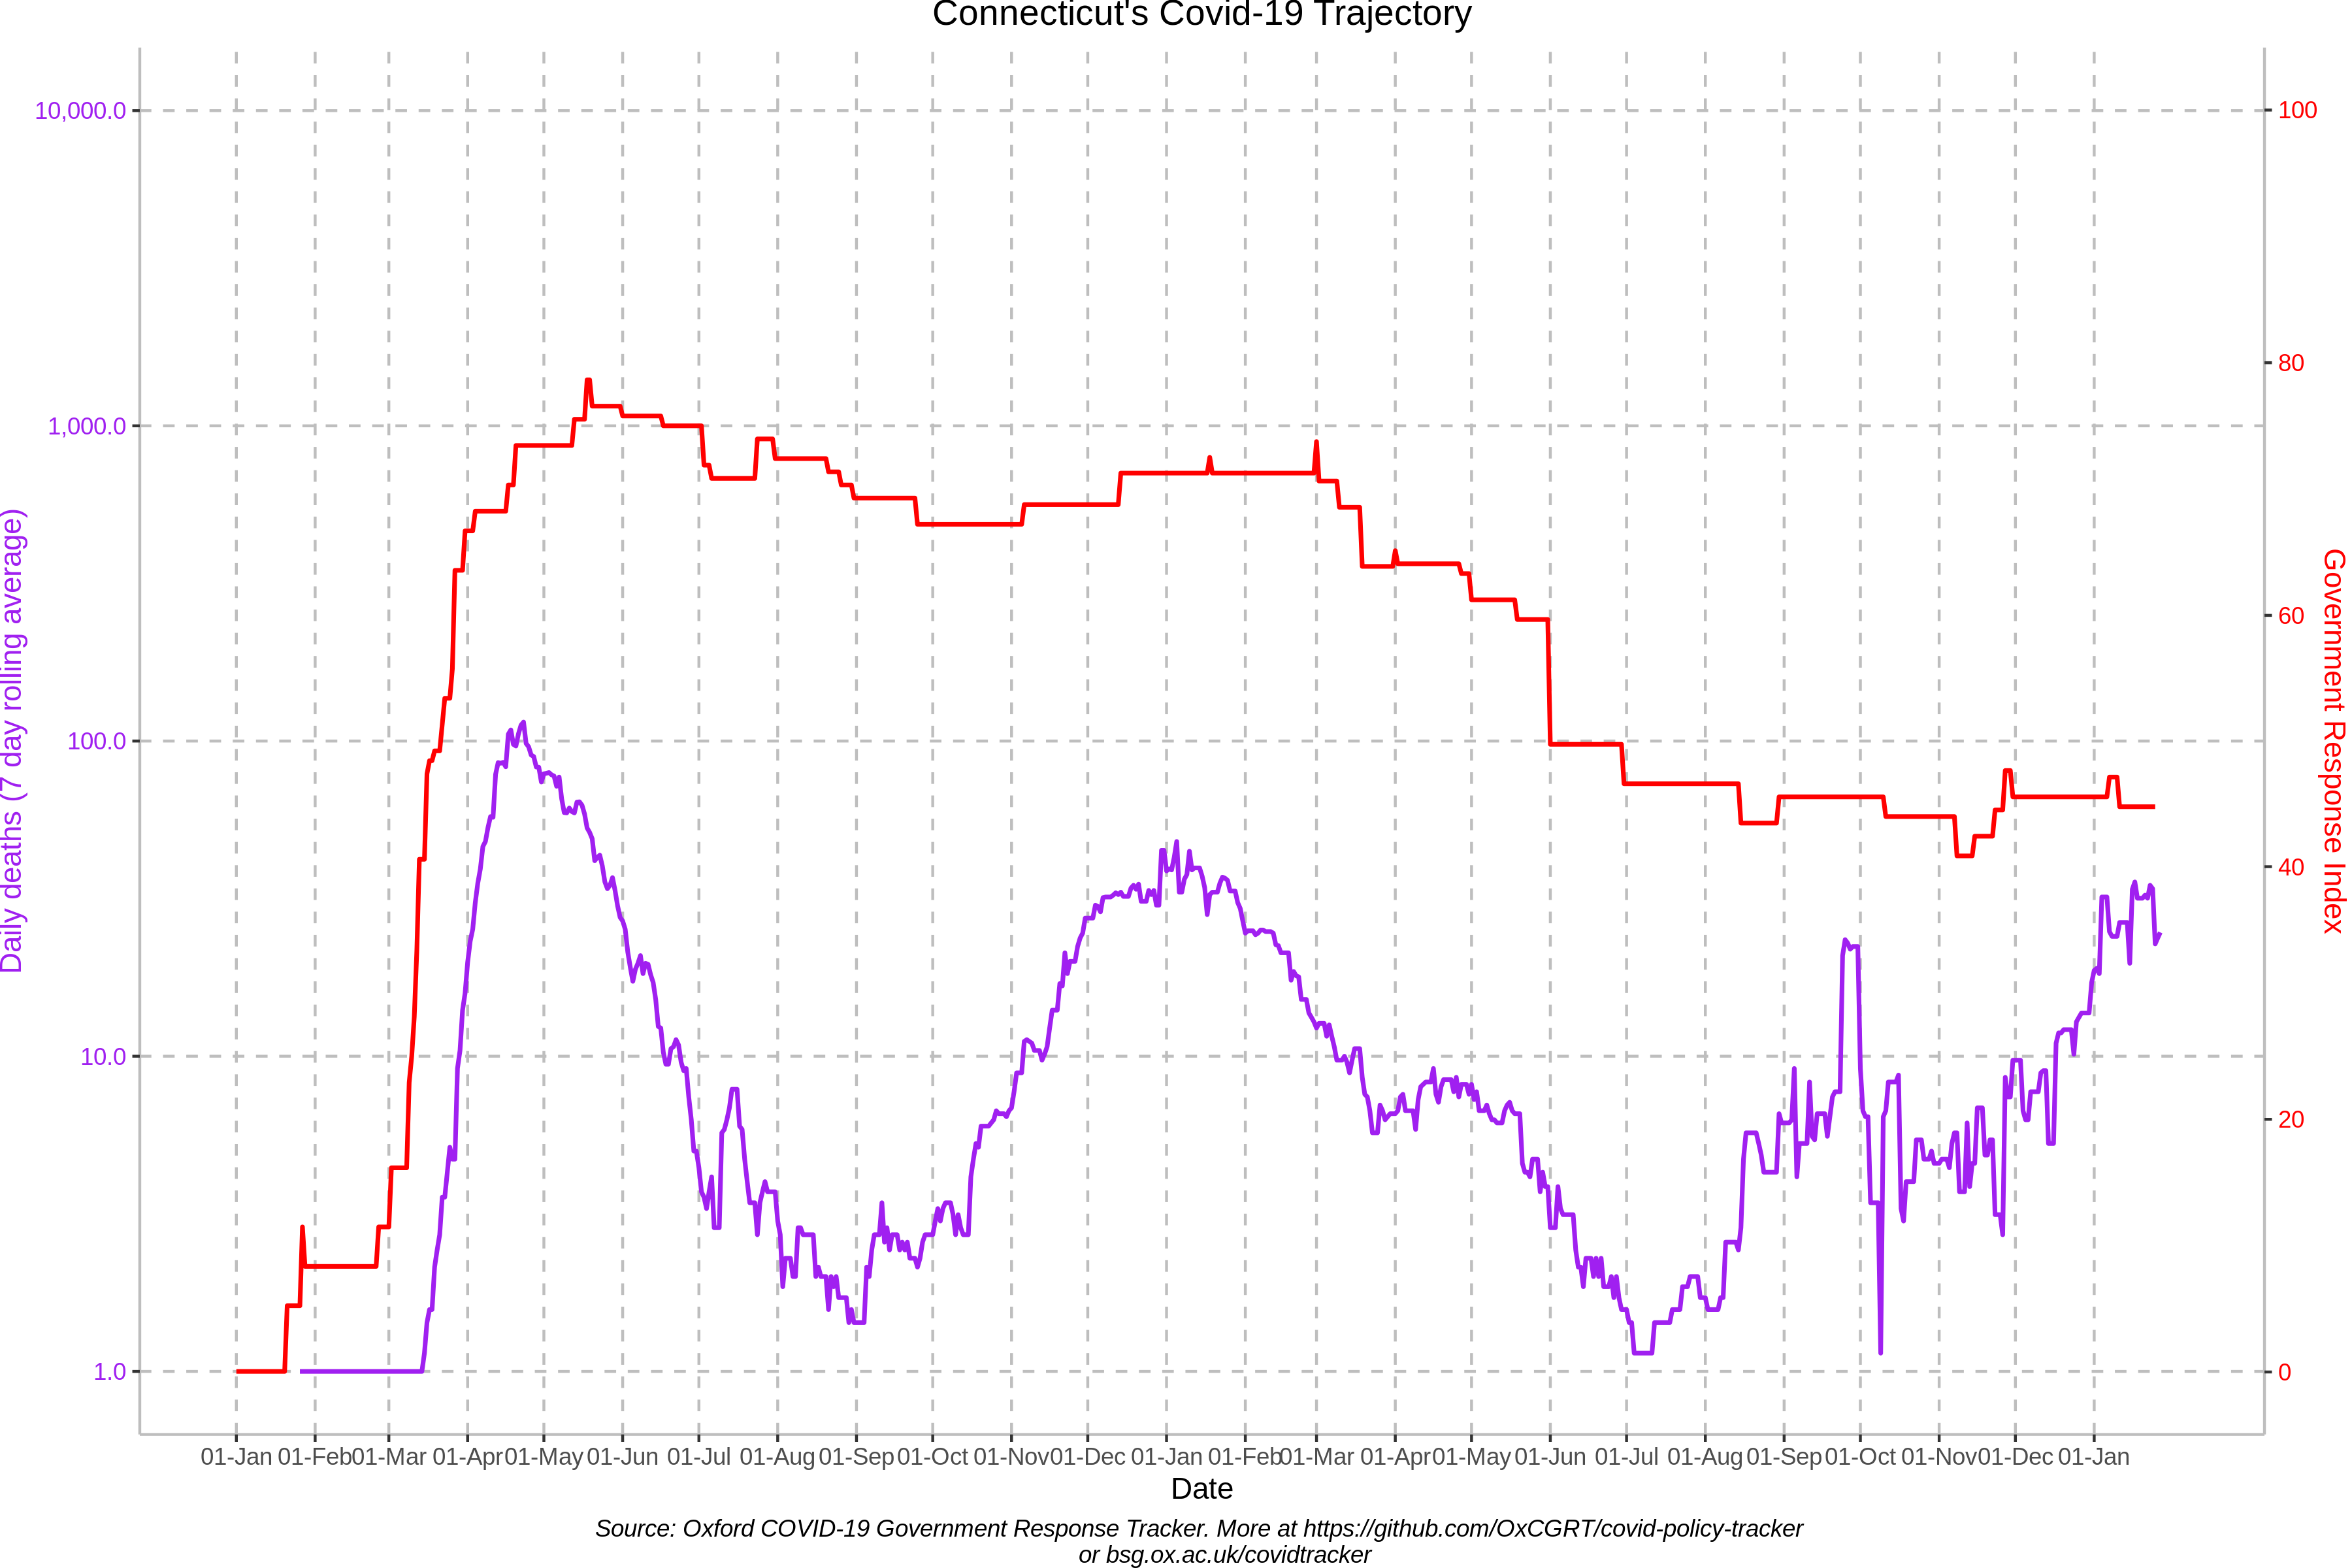 Connecticut's Covid-19 Trajectory
10,000.0
1,000.0
100.0
10.0
1.0
Daily deaths (7 day rolling average)
100
80
60
40
20
0
Government Response Index
01-Jan 01-Feb 01-Mar 01-Apr 01-May 01-Jun 01-Jul 01-Aug 01-Sep 01-Oct 01-Nov 01-Dec 01-Jan 01-Feb 01-Mar 01-Apr 01-May 01-Jun 01-Jul 01-Aug 01-Sep 01-Oct 01-Nov 01-Dec 01-Jan
Date
Source: Oxford COVID-19 Government Response Tracker. More at https://github.com/OxCGRT/covid-policy-tracker
or bsg.ox.ac.uk/covidtracker